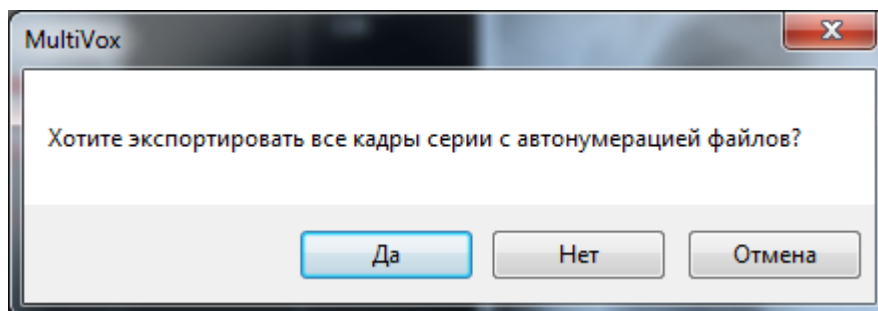 MultiVox
Хотите экспортировать все кадры серии с автонумерацией файлов?
Да Нет Отмена